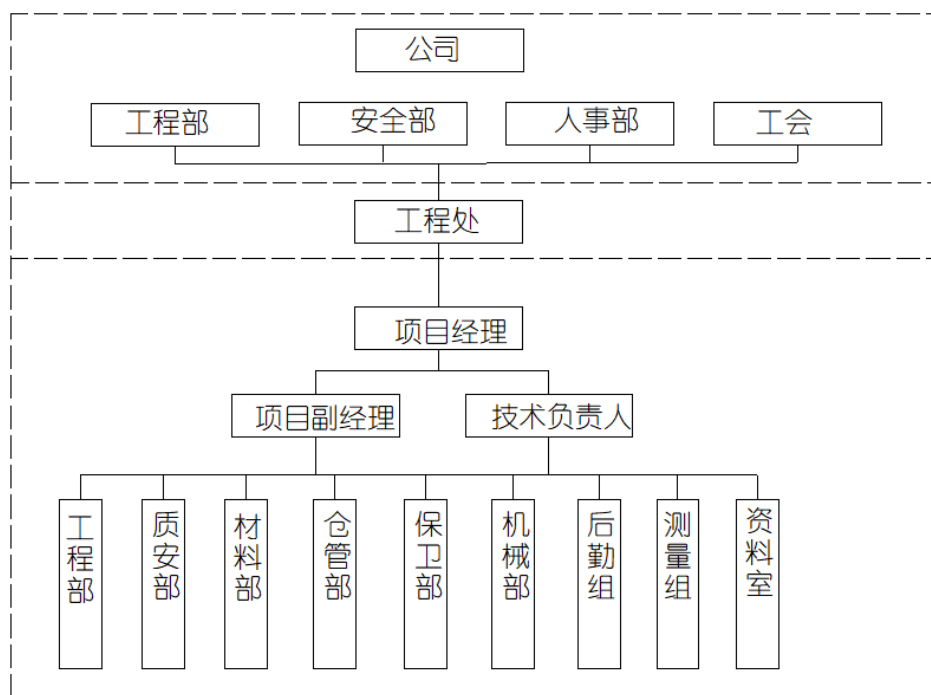 公司
工程部
安全部
人事部
工会
工程处
项目经理
项目副经理
技术负责人
工程部
质安部
材料部
仓管部
保卫部
机械部
后勤组
测量组
资料室